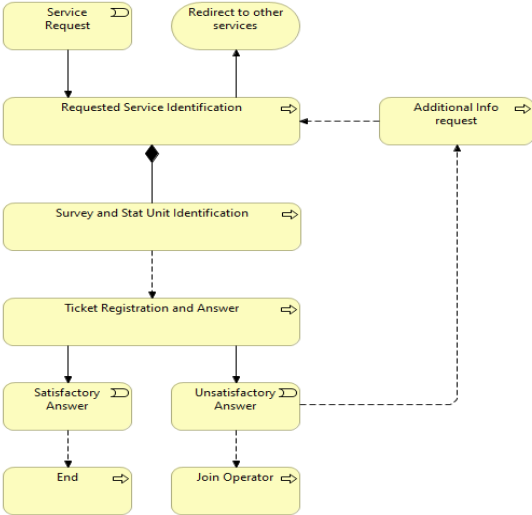 Service
Request
Redirect to other
services
Requested Service Identification
Additional Info
request
Survey and Stat Unit Identification
Ticket Registration and Answer
Satisfactory
Answer
Unsatisfactory
Answer
End
Join Operator